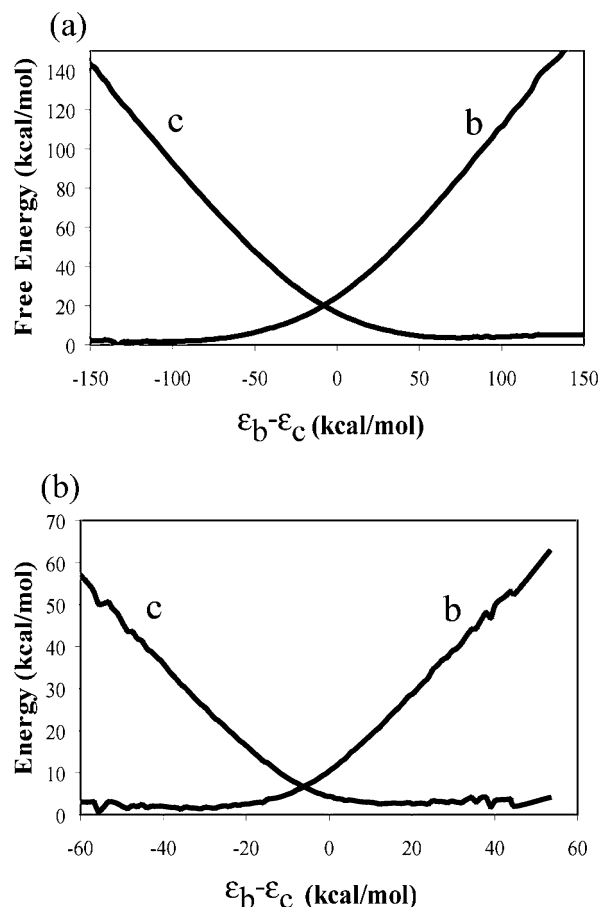 (a)
Free Energy (kcal/mol)
140
120
100
80
60
40
20
0
c
b
-150 -100 -50 0 50 100 150
εb-εc (kcal/mol)
(b)
Energy (kcal/mol)
70
60
50
40
30
20
10
0
c
b
-60 -40 -20 0 20 40 60
εb-εc (kcal/mol)